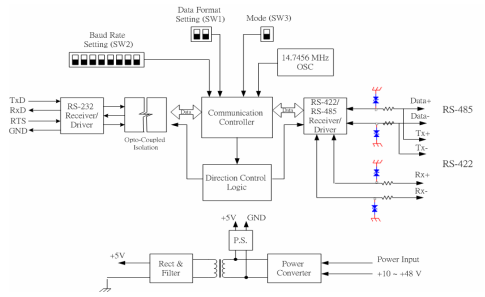 Data Format
Setting (SW1)
Mode (SW3)
Baud Rate
Setting (SW2)
14.7456 MHz
OSC
TxD
RxD
RTS
GND
RS-232
Receiver/
Driver
Opto-Coupled
Isolation
Data
Communication
Controller
Data
RS-422/
RS-485
Receiver/
Driver
Data+
Data-
RS-485
Tx+
Tx-
RS-422
Rx+
Rx-
Direction Control
Logic
+5V
GND
P.S.
+5V
Rect &
Filter
Power
Converter
Power Input
+10 ~ +48 V